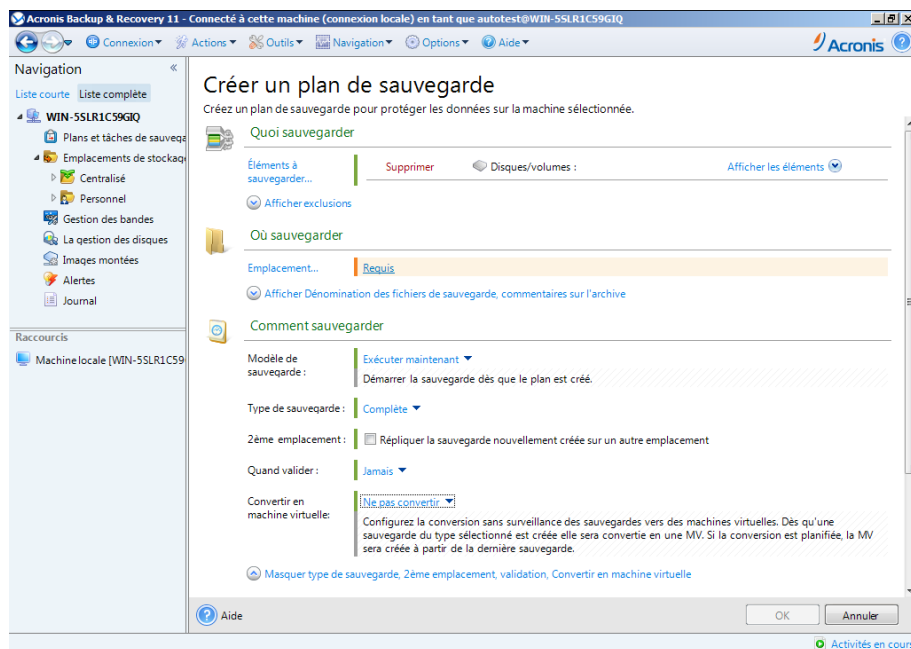 Acronis Backup & Recovery 11 - Connecté à cette machine (connexion locale) en tant que autotest@WIN-5SLR1C59GIQ
Connexion Actions Outils Navigation Options Aide Acronis
Navigation
Liste courte Liste complète
WIN-5SLR1C59GIQ
Plans et tâches de sauvega
Emplacements de stockag
Centralisé
Personnel
Gestion des bandes
La gestion des disques
Images montées
Alertes
Journal
Raccourcis
Machine locale [WIN-5SLR1C59
Créer un plan de sauvegarde
Créez un plan de sauvegarde pour protéger les données sur la machine sélectionnée.
Quoi sauvegarder
Éléments à
sauvegarder...
Supprimer Disques/volumes : Afficher les éléments
Afficher exclusions
Où sauvegarder
Emplacement... Requis
Afficher Dénomination des fichiers de sauvegarde, commentaires sur l'archive
Comment sauvegarder
Modèle de
sauvegarde :
Exécuter maintenant
Démarrer la sauvegarde dès que le plan est créé.
Type de sauvegarde : Complète
2ème emplacement : Répliquer la sauvegarde nouvellement créée sur un autre emplacement
Quand valider : Jamais
Convertir en
machine virtuelle:
Ne pas convertir
Configurez la conversion sans surveillance des sauvegardes vers des machines virtuelles. Dès qu'une
sauvegarde du type sélectionné est créée elle sera convertie en une MV. Si la conversion est planifiée, la MV
sera créée à partir de la dernière sauvegarde.
Masquer type de sauvegarde, 2ème emplacement, validation, Convertir en machine virtuelle
Aide OK Annuler
Activités en cours